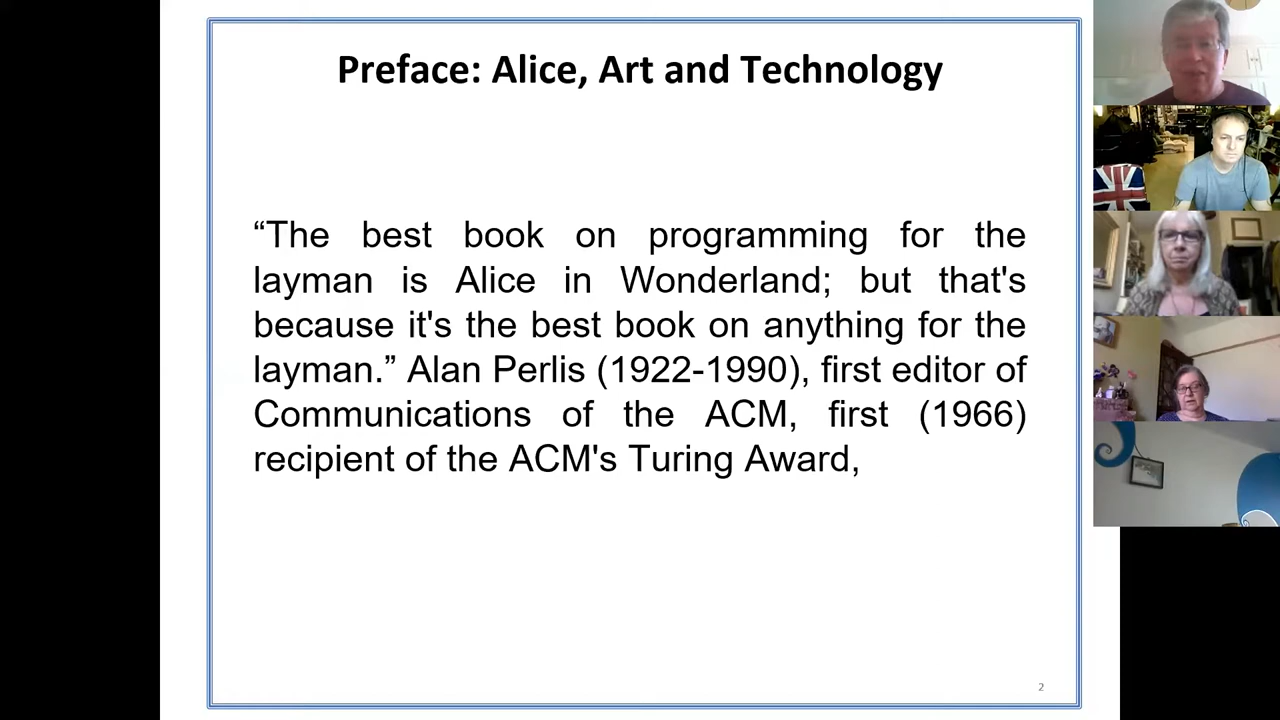 Preface: Alice, Art and Technology
“The best book on programming for the
layman is Alice in Wonderland; but that's
because it's the best book on anything for the
layman.” Alan Perlis (1922-1990), first editor of
Communications of the ACM, first (1966)
recipient of the ACM's Turing Award,
2